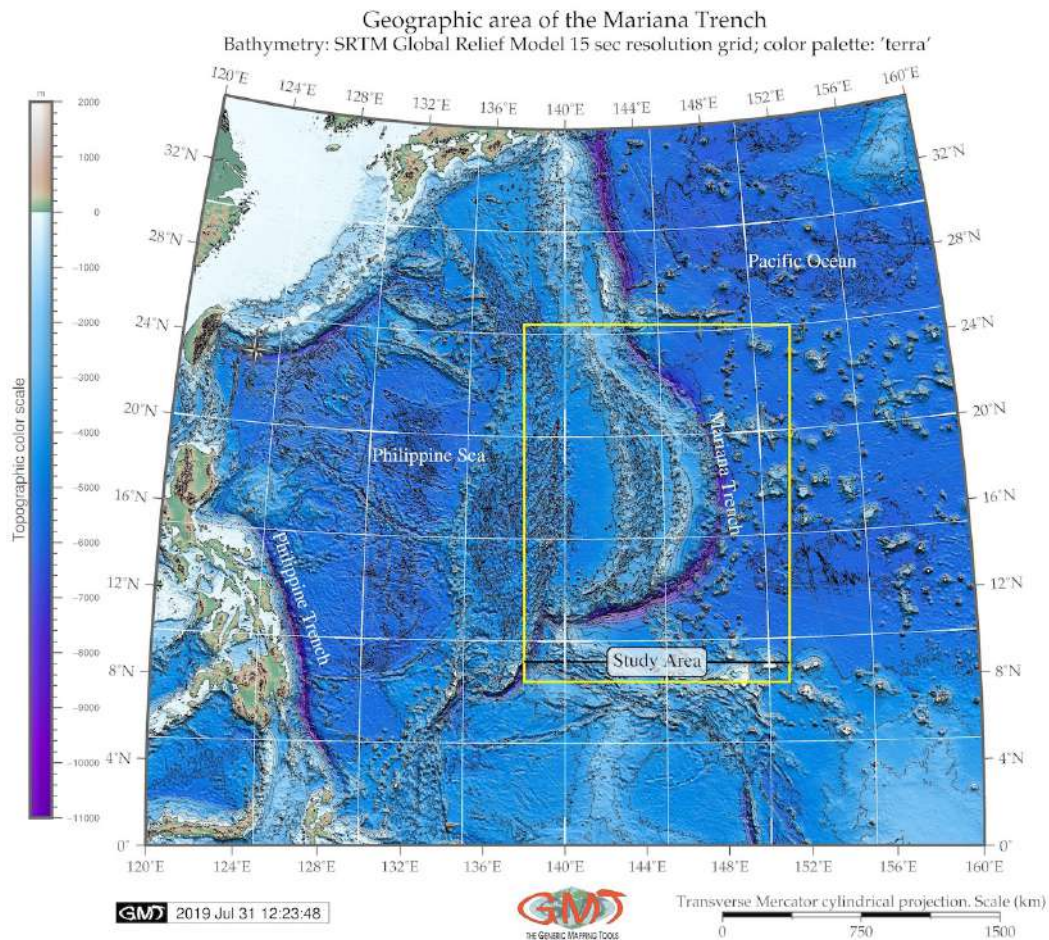 Geographic area of the Mariana Trench
Bathymetry: SRTM Global Relief Model 15 sec resolution grid; color palette: 'terra'
120°E 124°E 128°E 132°E 136°E 140°E 144°E 148°E 152°E 156°E 160°E
m
2000
1000
0
−1000
−2000
−3000
−4000
−5000
−6000
−7000
−8000
−9000
−10000
−11000
Topographic color scale
32°N 32°N
28°N 28°N
24°N 24°N
20°N 20°N
16°N 16°N
12°N 12°N
8°N 8°N
4°N 4°N
0° 0°
Pacific Ocean
Philippine Sea
Mariana Trench
Philippine Trench
Study Area
120°E 124°E 128°E 132°E 136°E 140°E 144°E 148°E 152°E 156°E 160°E
GMT 2019 Jul 31 12:23:48
GMT
THE GENERIC MAPPING TOOLS
Transverse Mercator cylindrical projection. Scale (km)
0 750 1500